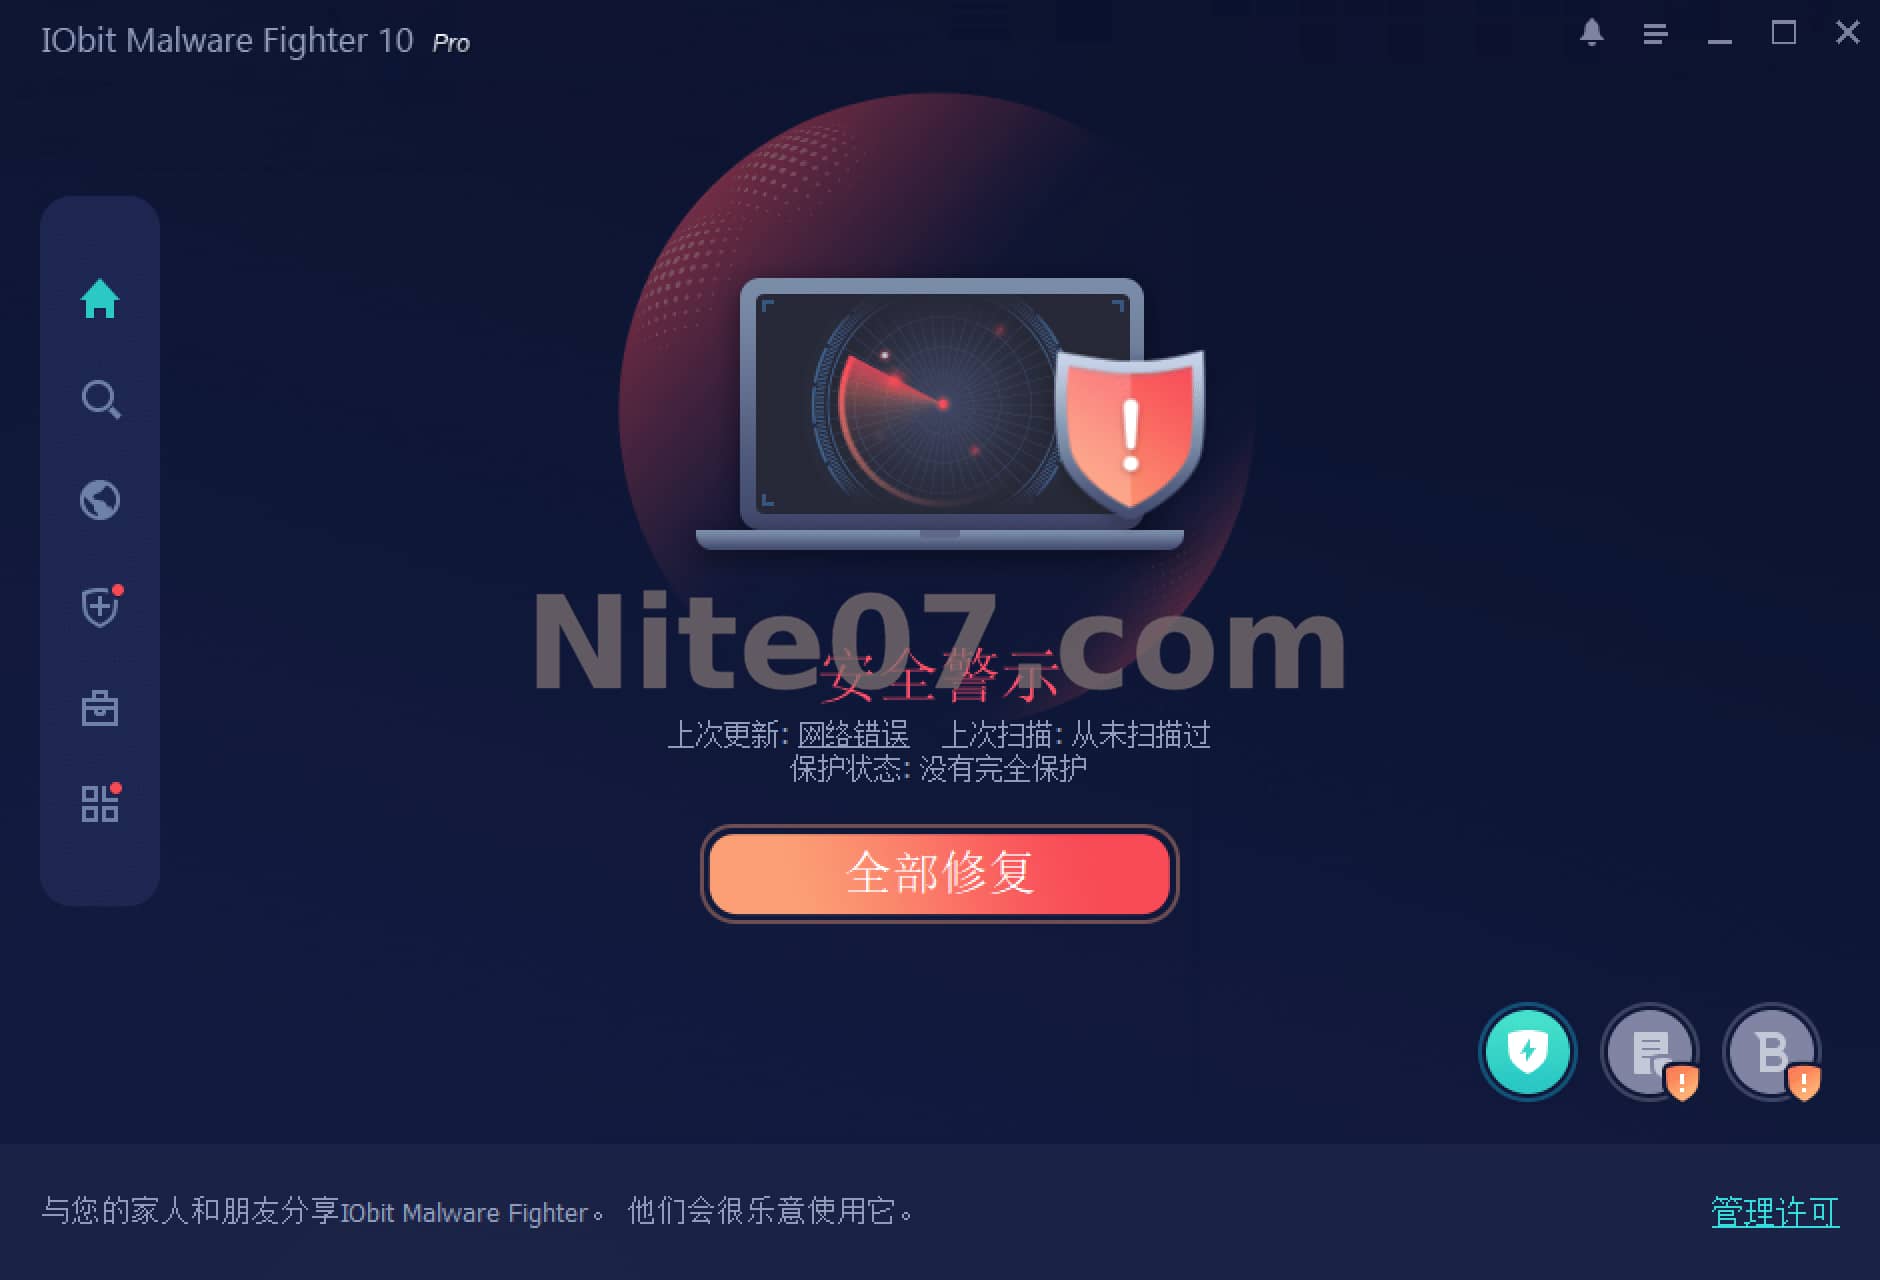 IObit Malware Fighter 10 Pro
Nite07.com
安全警示
上次更新: 网络错误 上次扫描: 从未扫描过
保护状态: 没有完全保护
全部修复
与您的家人和朋友分享IObit Malware Fighter。 他们会很乐意使用它。
管理许可